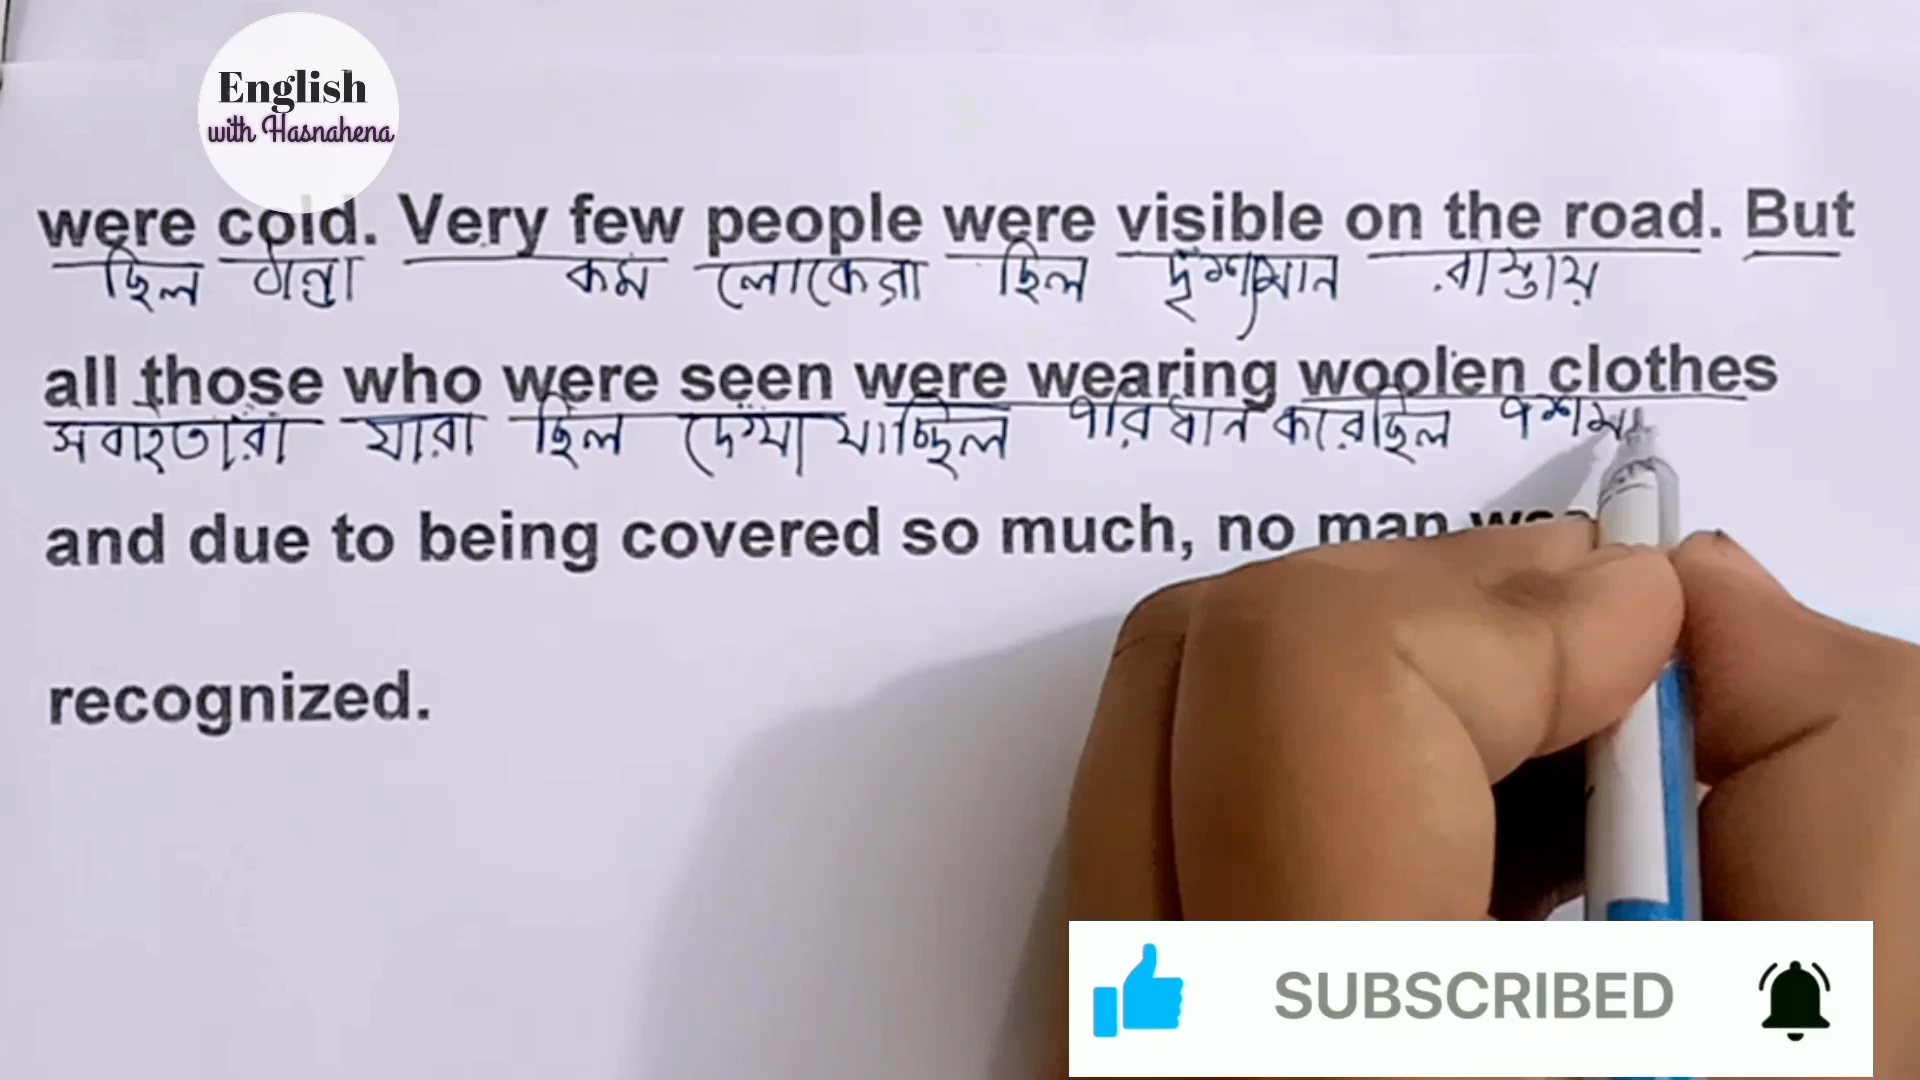 English
with Hasnahena
were cold. Very few people were visible on the road. But
ছিল ঠান্ডা কম লোকেরা ছিল দৃশ্যমান রাস্তায়
all those who were seen were wearing woolen clothes
সবাই তারা যারা ছিল দেখা যাচ্ছিল পরিধান করেছিল পশম
and due to being covered so much, no man was
recognized.
SUBSCRIBED